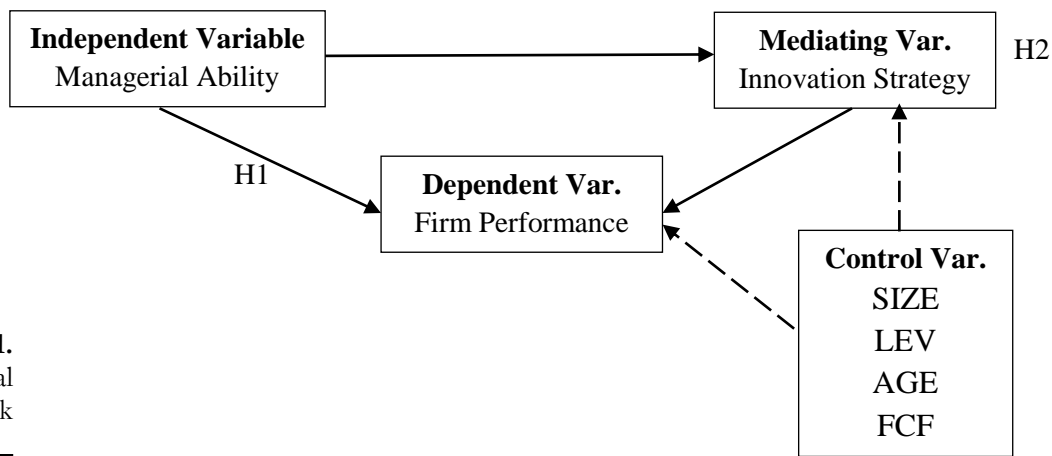 Independent Variable
Managerial Ability
Mediating Var.
Innovation Strategy
H2
H1
Dependent Var.
Firm Performance
Control Var.
SIZE
LEV
AGE
FCF